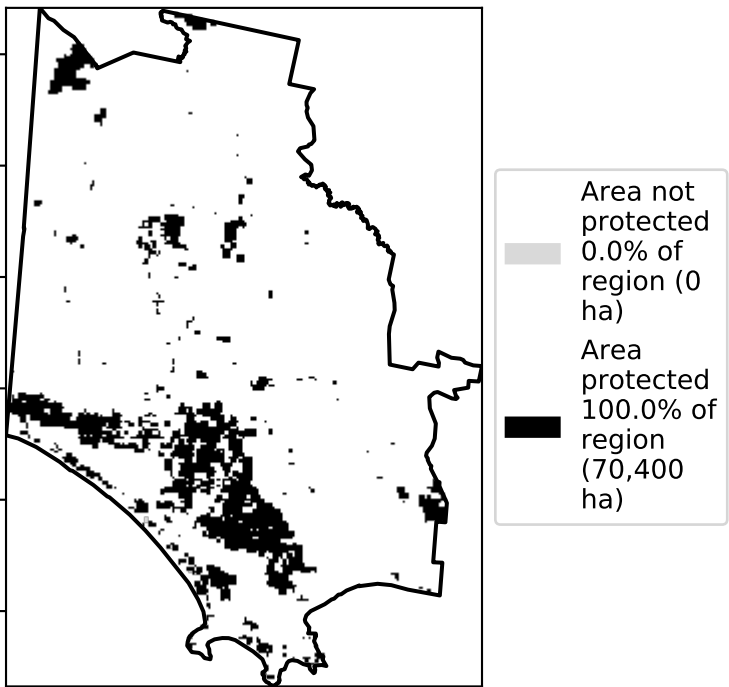 Area not
protected
0.0% of
region (0
ha)
Area
protected
100.0% of
region
(70,400
ha)